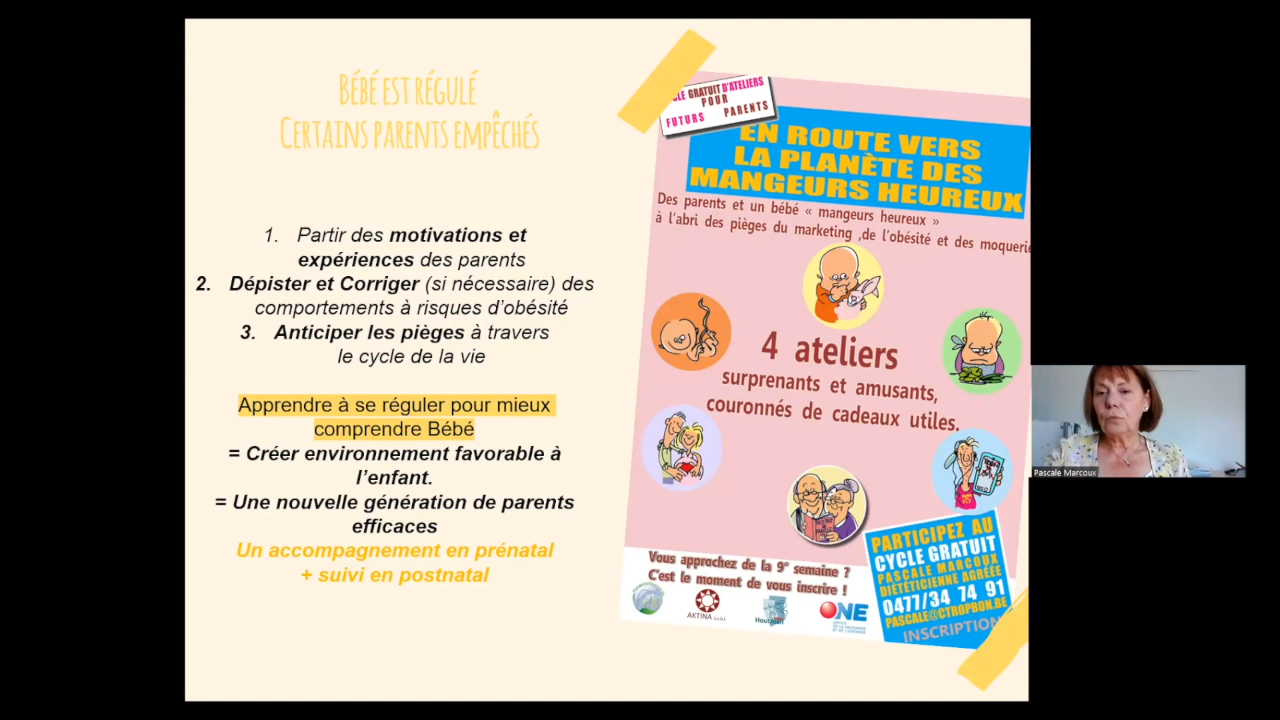 BÉBÉ EST RÉGULÉ
CERTAINS PARENTS EMPÊCHÉS
1. Partir des motivations et
expériences des parents
2. Dépister et Corriger (si nécessaire) des
comportements à risques d'obésité
3. Anticiper les pièges à travers
le cycle de la vie
Apprendre à se réguler pour mieux
comprendre Bébé
= Créer environnement favorable à
l'enfant.
= Une nouvelle génération de parents
efficaces
Un accompagnement en prénatal
+ suivi en postnatal
CLE GRATUIT D'ATELIERS
POUR
FUTURS PARENTS
EN ROUTE VERS
LA PLANÈTE DES
MANGEURS HEUREUX
Des parents et un bébé « mangeurs heureux »
à l'abri des pièges du marketing ,de l'obésité et des moquerie
4 ateliers
surprenants et amusants,
couronnés de cadeaux utiles.
Vous approchez de la 9e semaine ?
C'est le moment de vous inscrire !
AKTINA
ONE
PARTICIPEZ AU
CYCLE GRATUIT
PASCALE MARCOUX
DIÉTÉTICIENNE AGRÉÉE
0477/34 74 91
PASCALE@CTROPBON.BE
INSCRIPTION
Pascale Marcoux